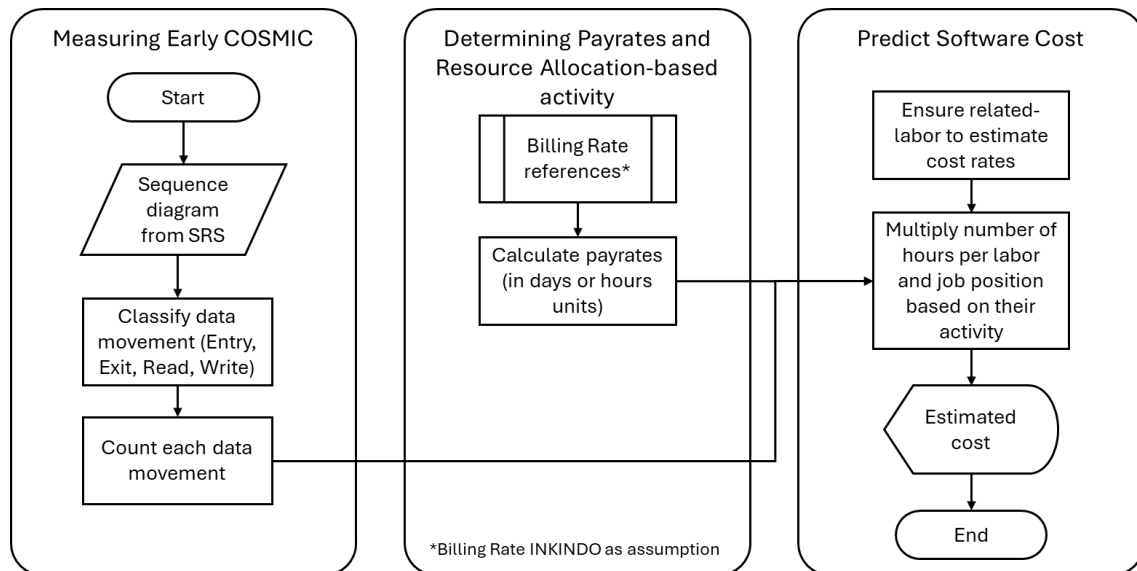 Measuring Early COSMIC
Start
Sequence
diagram
from SRS
Classify data
movement (Entry,
Exit, Read, Write)
Count each data
movement
Determining Payrates and
Resource Allocation-based
activity
Billing Rate
references*
Calculate payrates
(in days or hours
units)
*Billing Rate INKINDO as assumption
Predict Software Cost
Ensure related-
labor to estimate
cost rates
Multiply number of
hours per labor
and job position
based on their
activity
Estimated
cost
End